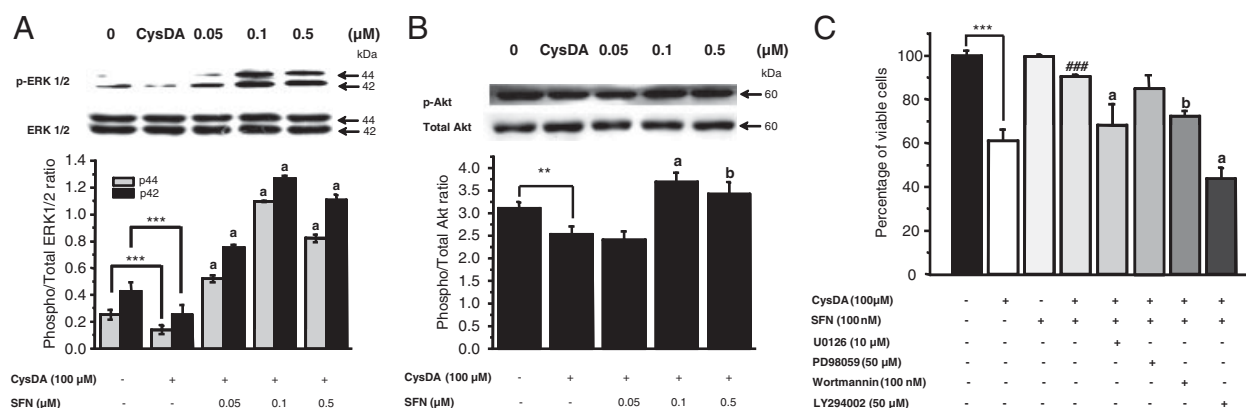 A
0 CysDA 0.05 0.1 0.5 (μM)
kDa
p-ERK 1/2
44
42
ERK 1/2
44
42
Phospho/Total ERK1/2 ratio
1.4
1.2
1.0
0.8
0.6
0.4
0.2
0.0
p44
p42
***
***
a
a
a
a
a
CysDA (100 μM) - + + + +
SFN (μM) - - 0.05 0.1 0.5
B
0 CysDA 0.05 0.1 0.5 (μM)
kDa
p-Akt
60
Total Akt
60
Phospho/Total Akt ratio
4.5
4.0
3.5
3.0
2.5
2.0
1.5
1.0
0.5
0.0
**
a
b
CysDA (100 μM) - + + + +
SFN (μM) - - 0.05 0.1 0.5
C
Percentage of viable cells
100
80
60
40
20
0
***
###
a
b
a
CysDA (100μM) - + - + + + + +
SFN (100 nM) - - + + + + + +
U0126 (10 μM) - - - - + - - -
PD98059 (50 μM) - - - - - + - -
Wortmannin (100 nM) - - - - - - + -
LY294002 (50 μM) - - - - - - - +